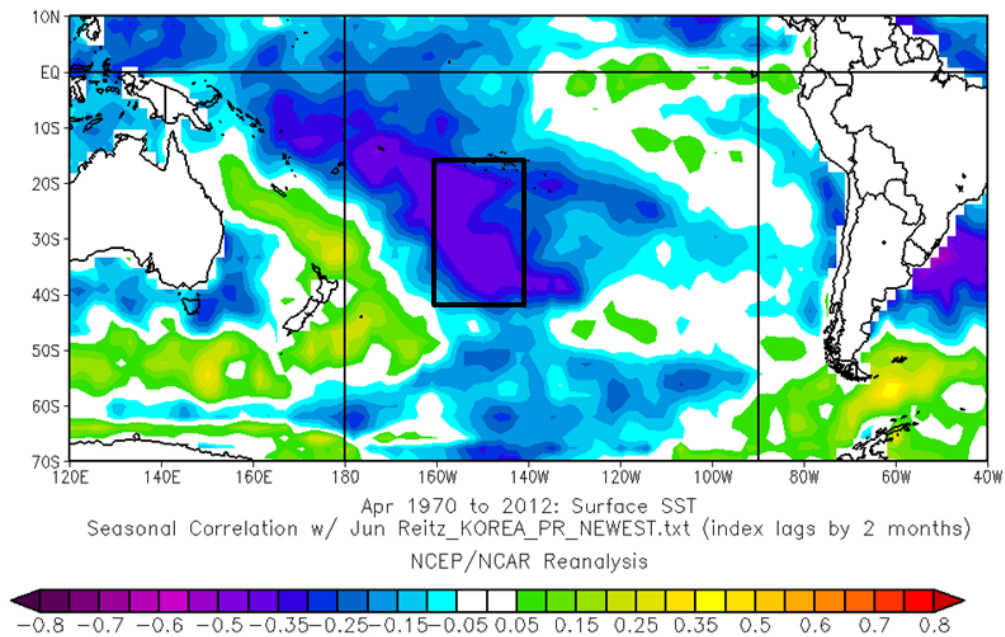 10N
EQ
10S
20S
30S
40S
50S
60S
70S
120E 140E 160E 180 160W 140W 120W 100W 80W 60W 40W
Apr 1970 to 2012: Surface SST
Seasonal Correlation w/ Jun Reitz_KOREA_PR_NEWEST.txt (index lags by 2 months)
NCEP/NCAR Reanalysis
-0.8 -0.7 -0.6 -0.5 -0.35 -0.25 -0.15 -0.05 0.05 0.15 0.25 0.35 0.5 0.6 0.7 0.8